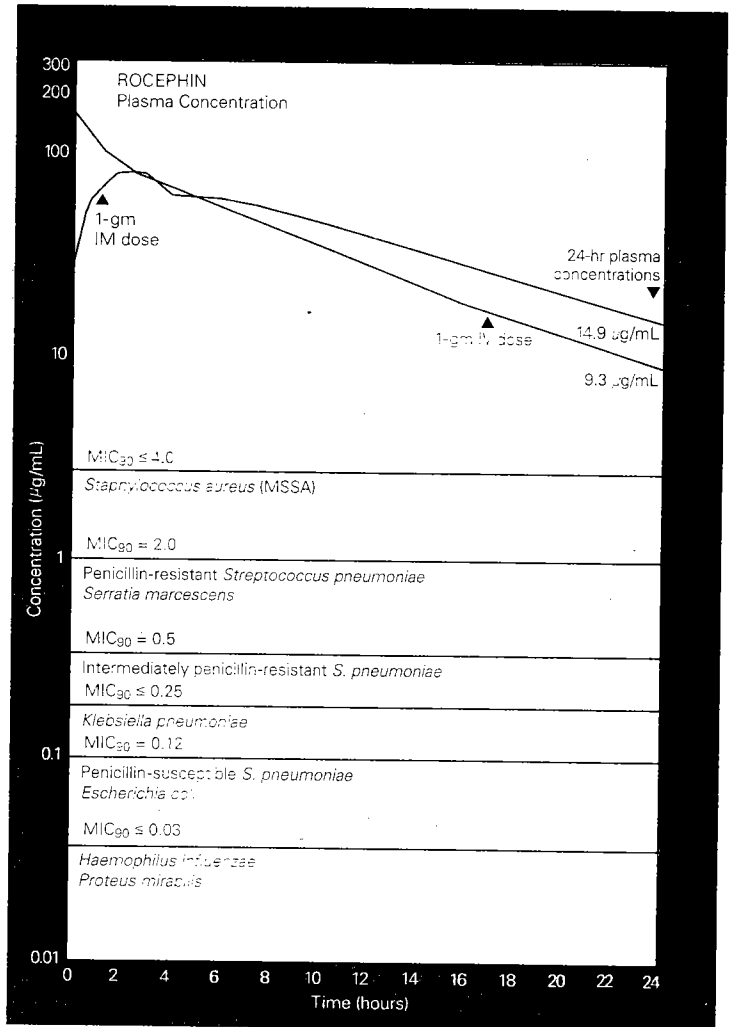 300
200
100
10
1
0.1
0.01
Concentration (µg/mL)
ROCEPHIN
Plasma Concentration
1-gm
IM dose
24-hr plasma
concentrations
1-gm IV dose
14.9 µg/mL
9.3 µg/mL
MIC90 ≤ 4.0
Staphylococcus aureus (MSSA)
MIC90 = 2.0
Penicillin-resistant Streptococcus pneumoniae
Serratia marcescens
MIC90 = 0.5
Intermediately penicillin-resistant S. pneumoniae
MIC90 ≤ 0.25
Klebsiella pneumoniae
MIC90 = 0.12
Penicillin-susceptible S. pneumoniae
Escherichia coli
MIC90 ≤ 0.03
Haemophilus influenzae
Proteus mirabilis
0 2 4 6 8 10 12 14 16 18 20 22 24
Time (hours)